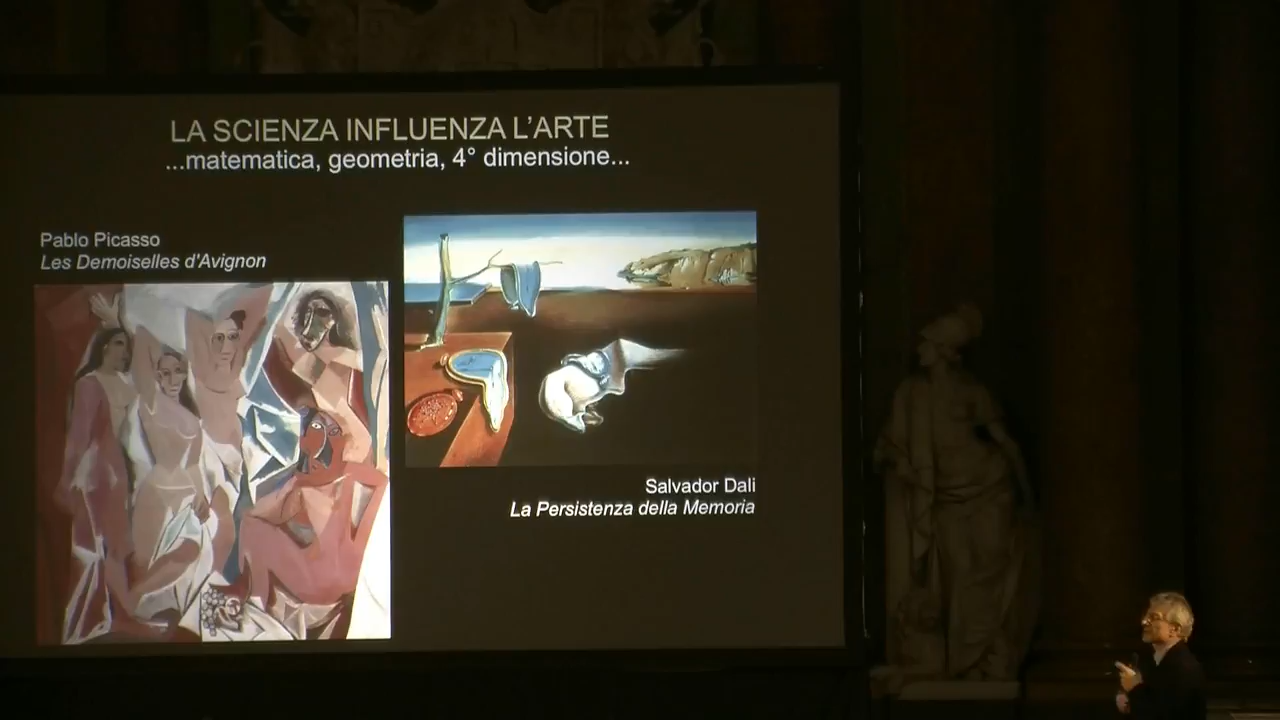 LA SCIENZA INFLUENZA L'ARTE
...matematica, geometria, 4° dimensione...
Pablo Picasso
Les Demoiselles d'Avignon
Salvador Dali
La Persistenza della Memoria